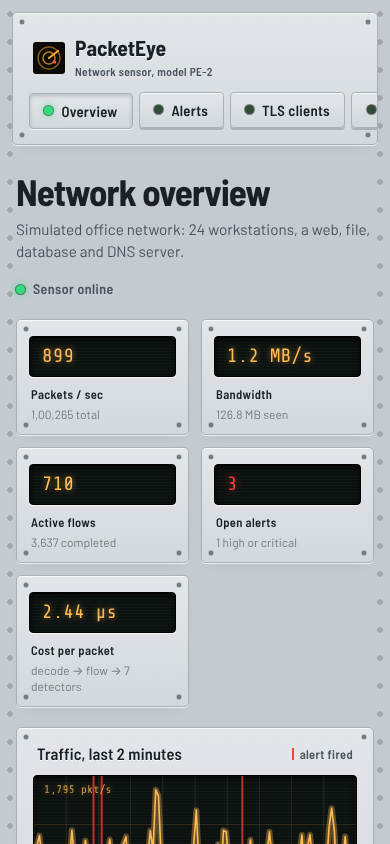 PacketEye
Network sensor, model PE-2
Overview
Alerts
TLS clients
Network overview
Simulated office network: 24 workstations, a web, file,
database and DNS server.
Sensor online
899
Packets / sec
1,00,265 total
1.2 MB/s
Bandwidth
126.8 MB seen
710
Active flows
3,637 completed
3
Open alerts
1 high or critical
2.44 µs
Cost per packet
decode → flow → 7
detectors
Traffic, last 2 minutes
alert fired
1,795 pkt/s